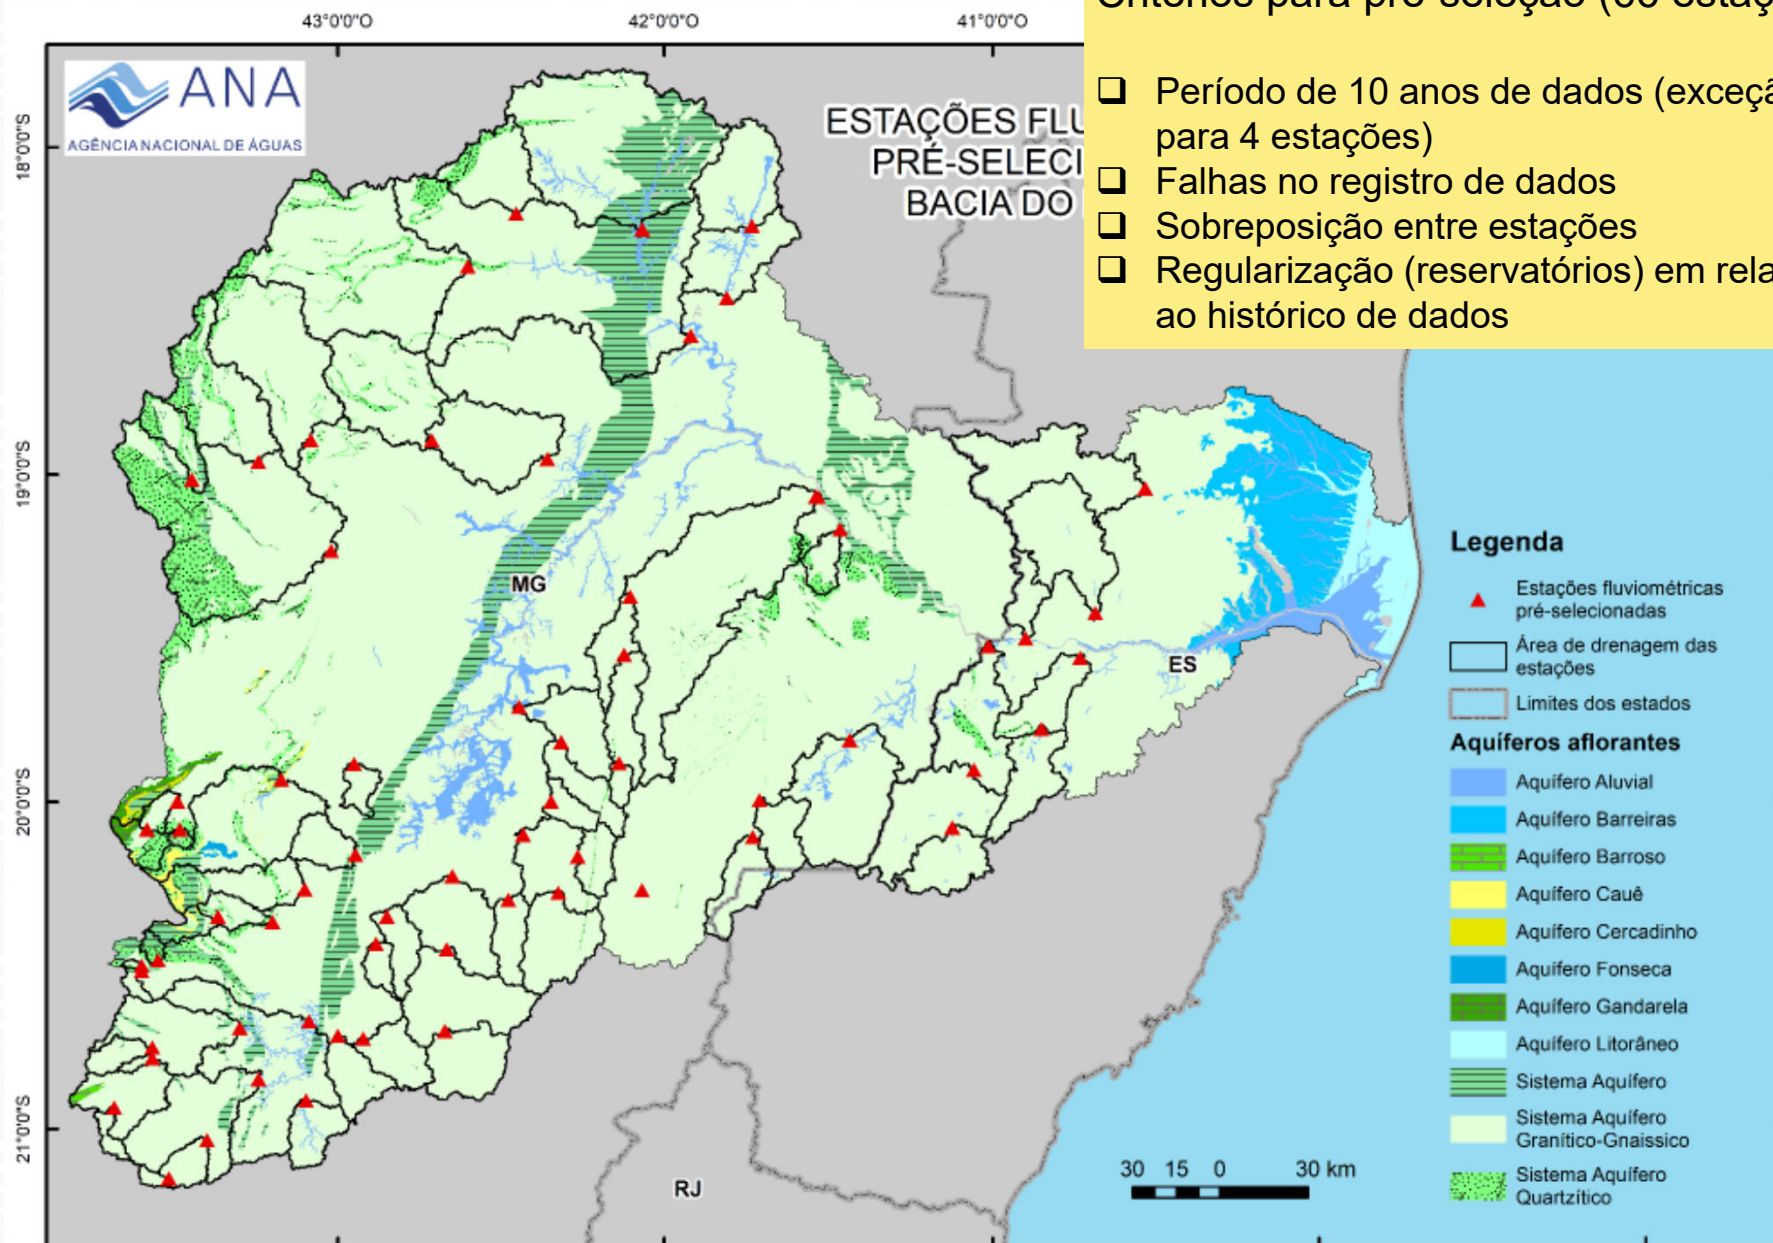 43°0'0"O
42°0'0"O
41°0'0"O
ANA
AGÊNCIA NACIONAL DE ÁGUAS
18°0'0"S
19°0'0"S
20°0'0"S
21°0'0"S
ESTAÇÕES FLU
PRÉ-SELECI
BACIA DO
❑ Período de 10 anos de dados (exceçã
para 4 estações)
❑ Falhas no registro de dados
❑ Sobreposição entre estações
❑ Regularização (reservatórios) em rela
ao histórico de dados
MG
ES
RJ
Legenda
Estações fluviométricas
pré-selecionadas
Área de drenagem das
estações
Limites dos estados
Aquíferos aflorantes
Aquífero Aluvial
Aquífero Barreiras
Aquífero Barroso
Aquífero Cauê
Aquífero Cercadinho
Aquífero Fonseca
Aquífero Gandarela
Aquífero Litorâneo
Sistema Aquífero
Sistema Aquífero
Granítico-Gnaissico
Sistema Aquífero
Quartzítico
30 15 0 30 km